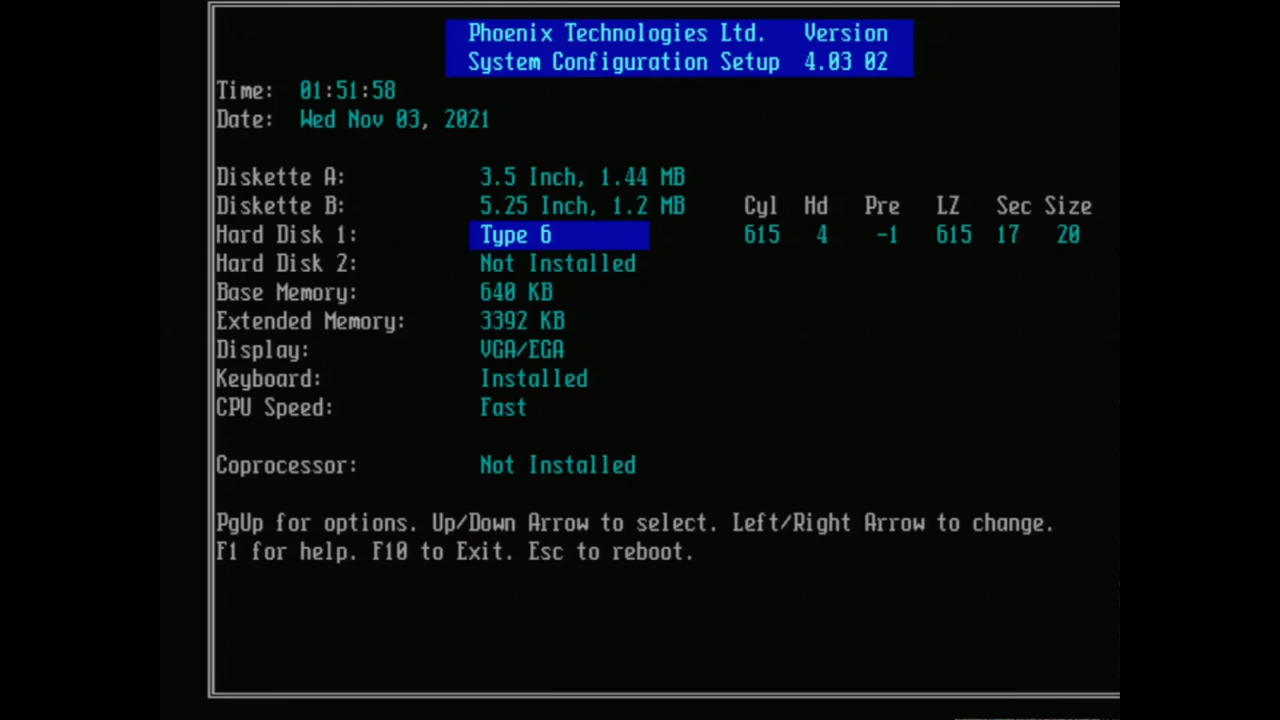 Phoenix Technologies Ltd. Version
System Configuration Setup 4.03 02
Time: 01:51:58
Date: Wed Nov 03, 2021
Diskette A: 3.5 Inch, 1.44 MB
Diskette B: 5.25 Inch, 1.2 MB Cyl Hd Pre LZ Sec Size
Hard Disk 1: Type 6 615 4 -1 615 17 20
Hard Disk 2: Not Installed
Base Memory: 640 KB
Extended Memory: 3392 KB
Display: VGA/EGA
Keyboard: Installed
CPU Speed: Fast
Coprocessor: Not Installed
PgUp for options. Up/Down Arrow to select. Left/Right Arrow to change.
F1 for help. F10 to Exit. Esc to reboot.